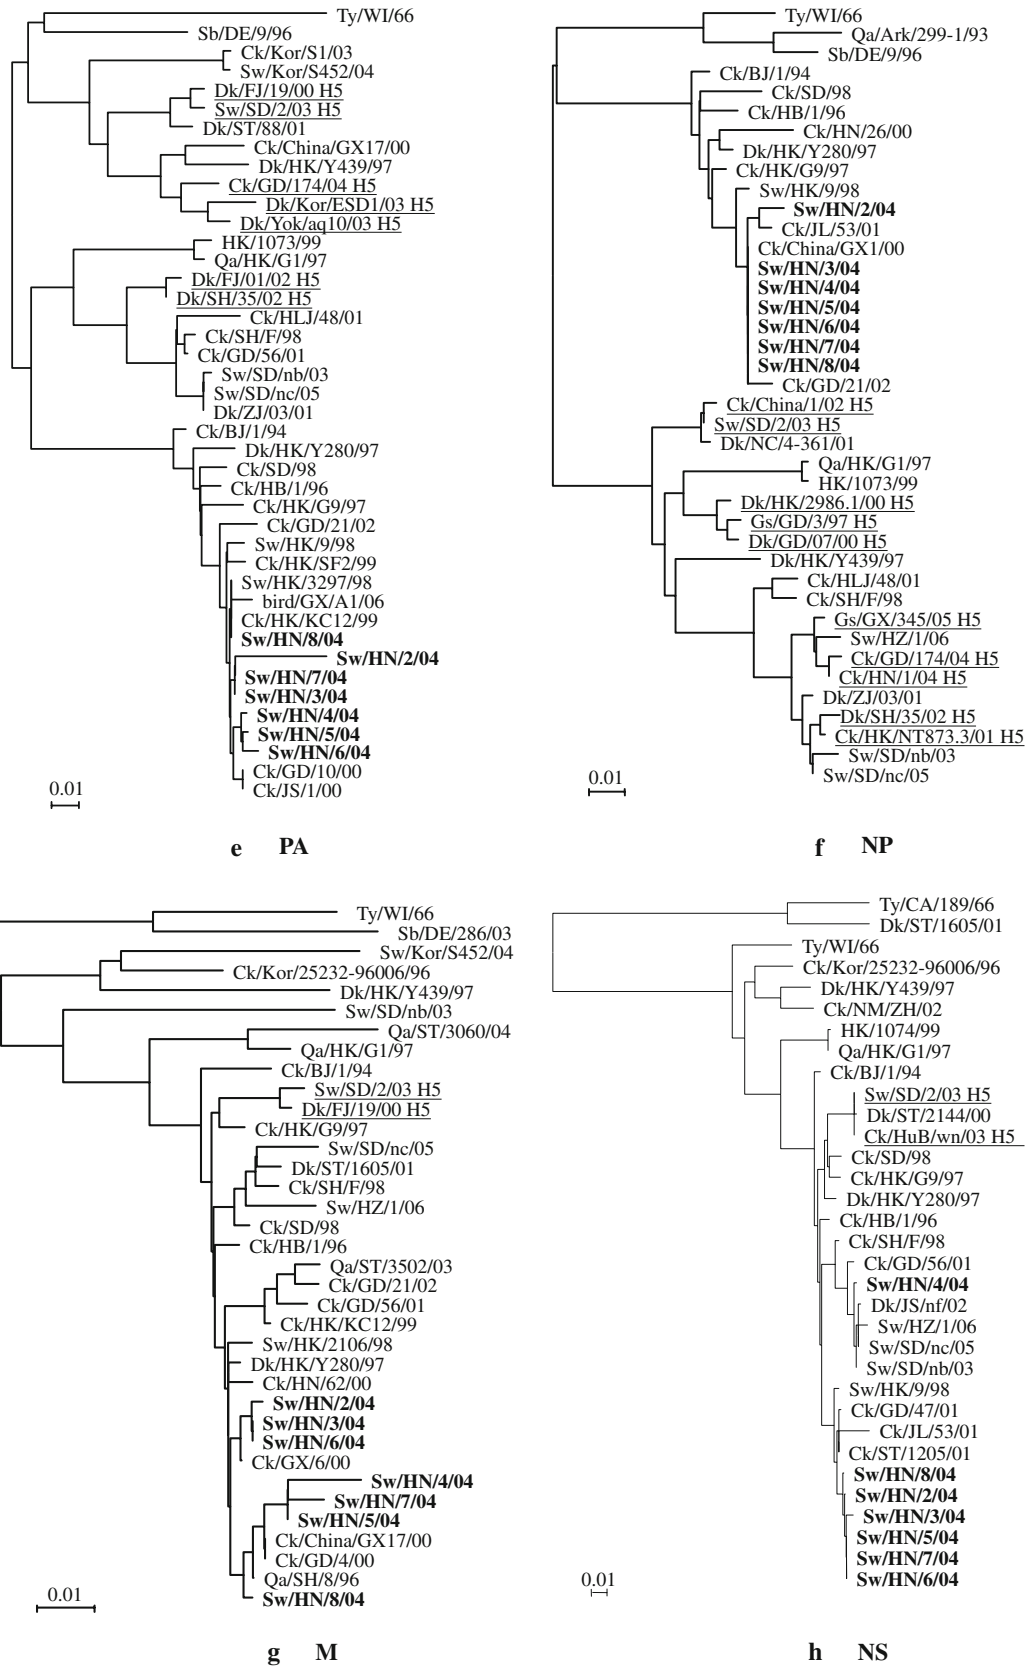 Ty/WI/66
Sb/DE/9/96
Ck/Kor/S1/03
Sw/Kor/S452/04
Dk/FJ/19/00 H5
Sw/SD/2/03 H5
Dk/ST/88/01
Ck/China/GX17/00
Dk/HK/Y439/97
Ck/GD/174/04 H5
Dk/Kor/ESD1/03 H5
Dk/Yok/aq10/03 H5
HK/1073/99
Qa/HK/G1/97
Dk/FJ/01/02 H5
Dk/SH/35/02 H5
Ck/HLJ/48/01
Ck/SH/F/98
Ck/GD/56/01
Sw/SD/nb/03
Sw/SD/nc/05
Dk/ZJ/03/01
Ck/BJ/1/94
Dk/HK/Y280/97
Ck/SD/98
Ck/HB/1/96
Ck/HK/G9/97
Ck/GD/21/02
Sw/HK/9/98
Ck/HK/SF2/99
Sw/HK/3297/98
bird/GX/A1/06
Ck/HK/KC12/99
Sw/HN/8/04
Sw/HN/2/04
Sw/HN/7/04
Sw/HN/3/04
Sw/HN/4/04
Sw/HN/5/04
Sw/HN/6/04
Ck/GD/10/00
Ck/JS/1/00
0.01
e PA
Ty/WI/66
Qa/Ark/299-1/93
Sb/DE/9/96
Ck/BJ/1/94
Ck/SD/98
Ck/HB/1/96
Ck/HN/26/00
Dk/HK/Y280/97
Ck/HK/G9/97
Sw/HK/9/98
Sw/HN/2/04
Ck/JL/53/01
Ck/China/GX1/00
Sw/HN/3/04
Sw/HN/4/04
Sw/HN/5/04
Sw/HN/6/04
Sw/HN/7/04
Sw/HN/8/04
Ck/GD/21/02
Ck/China/1/02 H5
Sw/SD/2/03 H5
Dk/NC/4-361/01
Qa/HK/G1/97
HK/1073/99
Dk/HK/2986.1/00 H5
Gs/GD/3/97 H5
Dk/GD/07/00 H5
Dk/HK/Y439/97
Ck/HLJ/48/01
Ck/SH/F/98
Gs/GX/345/05 H5
Sw/HZ/1/06
Ck/GD/174/04 H5
Ck/HN/1/04 H5
Dk/ZJ/03/01
Dk/SH/35/02 H5
Ck/HK/NT873.3/01 H5
Sw/SD/nb/03
Sw/SD/nc/05
0.01
f NP
Ty/WI/66
Sb/DE/286/03
Sw/Kor/S452/04
Ck/Kor/25232-96006/96
Dk/HK/Y439/97
Sw/SD/nb/03
Qa/ST/3060/04
Qa/HK/G1/97
Ck/BJ/1/94
Sw/SD/2/03 H5
Dk/FJ/19/00 H5
Ck/HK/G9/97
Sw/SD/nc/05
Dk/ST/1605/01
Ck/SH/F/98
Sw/HZ/1/06
Ck/SD/98
Ck/HB/1/96
Qa/ST/3502/03
Ck/GD/21/02
Ck/GD/56/01
Ck/HK/KC12/99
Sw/HK/2106/98
Dk/HK/Y280/97
Ck/HN/62/00
Sw/HN/2/04
Sw/HN/3/04
Sw/HN/6/04
Ck/GX/6/00
Sw/HN/4/04
Sw/HN/7/04
Sw/HN/5/04
Ck/China/GX17/00
Ck/GD/4/00
Qa/SH/8/96
Sw/HN/8/04
0.01
g M
Ty/CA/189/66
Dk/ST/1605/01
Ty/WI/66
Ck/Kor/25232-96006/96
Dk/HK/Y439/97
Ck/NM/ZH/02
HK/1074/99
Qa/HK/G1/97
Ck/BJ/1/94
Sw/SD/2/03 H5
Dk/ST/2144/00
Ck/HuB/wn/03 H5
Ck/SD/98
Ck/HK/G9/97
Dk/HK/Y280/97
Ck/HB/1/96
Ck/SH/F/98
Ck/GD/56/01
Sw/HN/4/04
Dk/JS/nf/02
Sw/HZ/1/06
Sw/SD/nc/05
Sw/SD/nb/03
Sw/HK/9/98
Ck/GD/47/01
Ck/JL/53/01
Ck/ST/1205/01
Sw/HN/8/04
Sw/HN/2/04
Sw/HN/3/04
Sw/HN/5/04
Sw/HN/7/04
Sw/HN/6/04
0.01
h NS